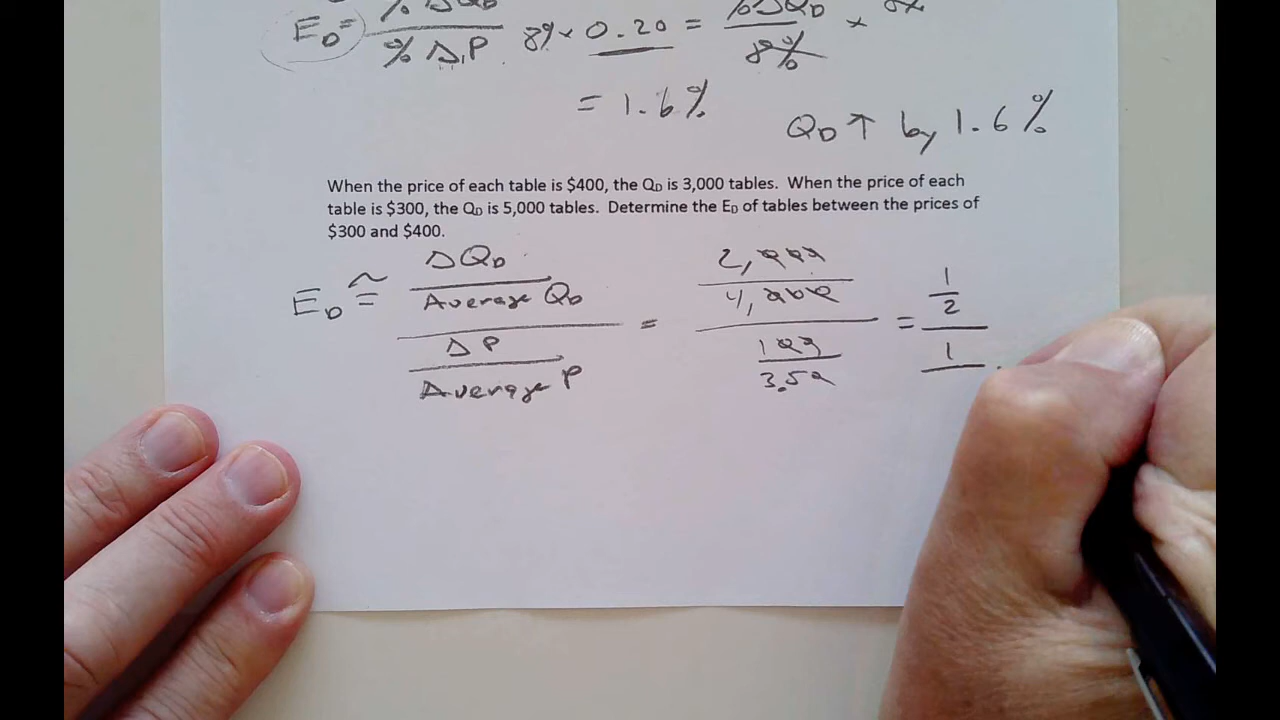 E_D = % ΔQ_D / % ΔP 8% × 0.20 = % ΔQ_D / 8% ×
= 1.6%
Q_D ↑ by 1.6%
When the price of each table is $400, the Q_D is 3,000 tables. When the price of each
table is $300, the Q_D is 5,000 tables. Determine the E_D of tables between the prices of
$300 and $400.
ΔQ_D 2,000 1
E_D ≅ Average Q_D = 4,000 = 2
ΔP 100 1
Average P 3.50